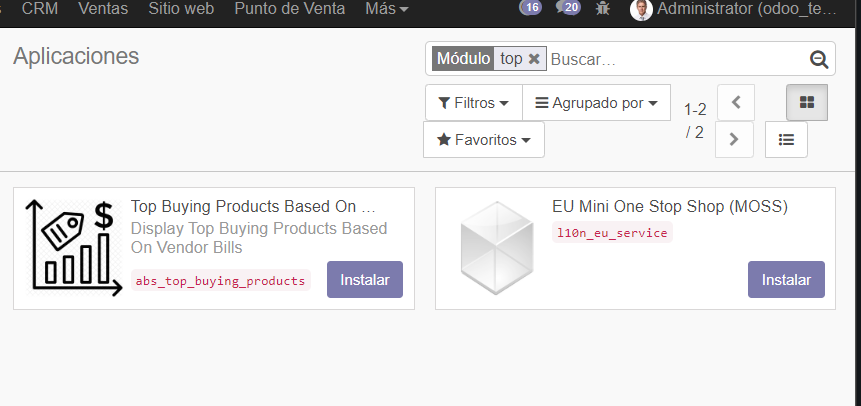 CRM Ventas Sitio web Punto de Venta Más 16 20 Administrator (odoo_te…
Aplicaciones
Módulo top Buscar...
Filtros Agrupado por
1-2
/ 2
Favoritos
Top Buying Products Based On …
Display Top Buying Products Based
On Vendor Bills
abs_top_buying_products
Instalar
EU Mini One Stop Shop (MOSS)
l10n_eu_service
Instalar